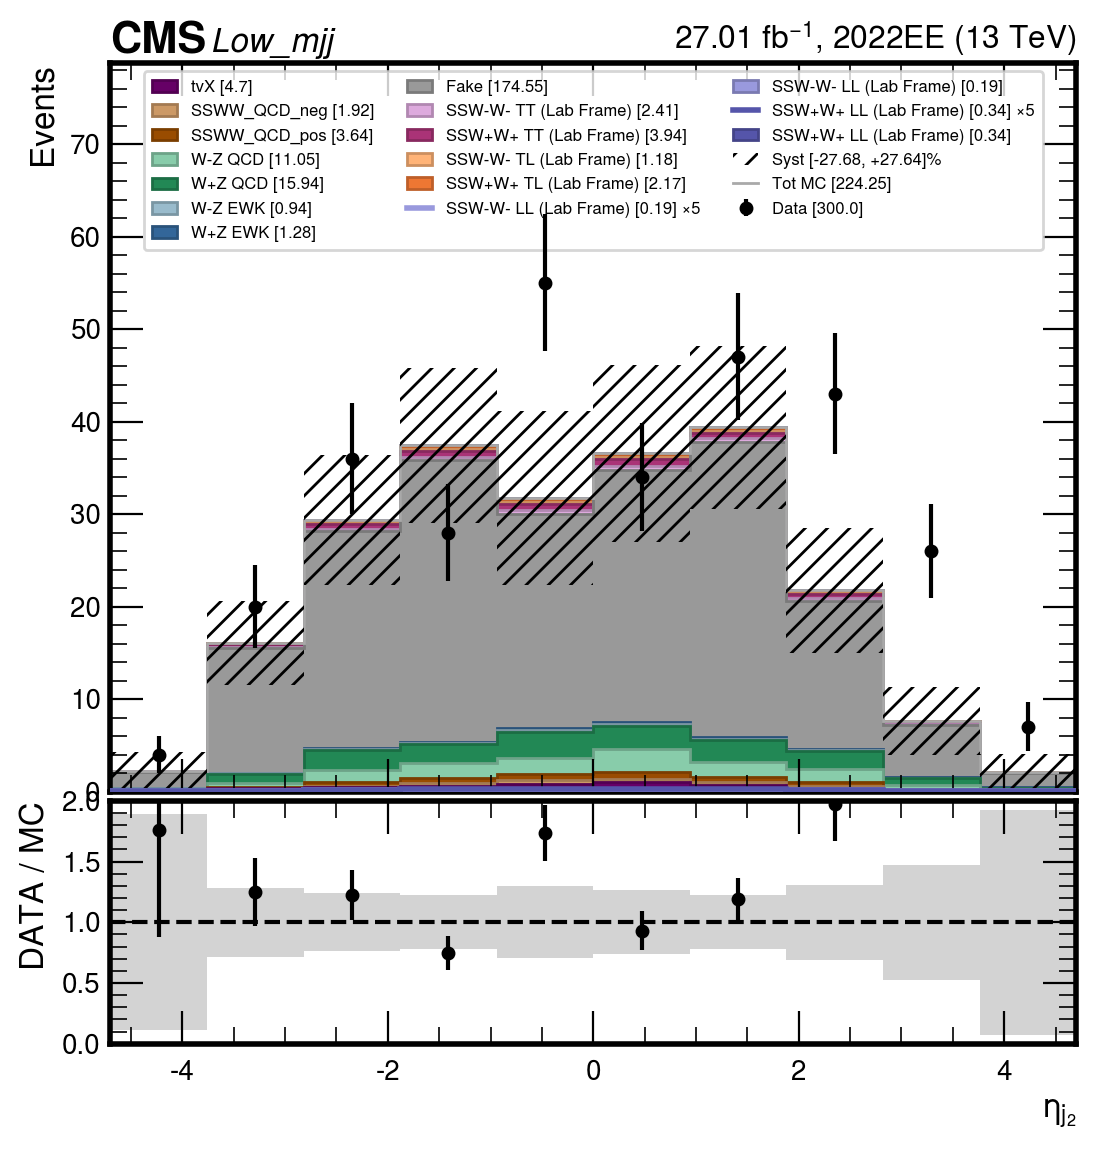 CMS Low_mjj 27.01 fb⁻¹, 2022EE (13 TeV)
Events
tvX [4.7]
SSWW_QCD_neg [1.92]
SSWW_QCD_pos [3.64]
W-Z QCD [11.05]
W+Z QCD [15.94]
W-Z EWK [0.94]
W+Z EWK [1.28]
Fake [174.55]
SSW-W- TT (Lab Frame) [2.41]
SSW+W+ TT (Lab Frame) [3.94]
SSW-W- TL (Lab Frame) [1.18]
SSW+W+ TL (Lab Frame) [2.17]
SSW-W- LL (Lab Frame) [0.19] ×5
SSW-W- LL (Lab Frame) [0.19]
SSW+W+ LL (Lab Frame) [0.34] ×5
SSW+W+ LL (Lab Frame) [0.34]
Syst [-27.68, +27.64]%
Tot MC [224.25]
Data [300.0]
70
60
50
40
30
20
10
0
DATA / MC
2.0
1.5
1.0
0.5
0.0
-4 -2 0 2 4
η_j₂